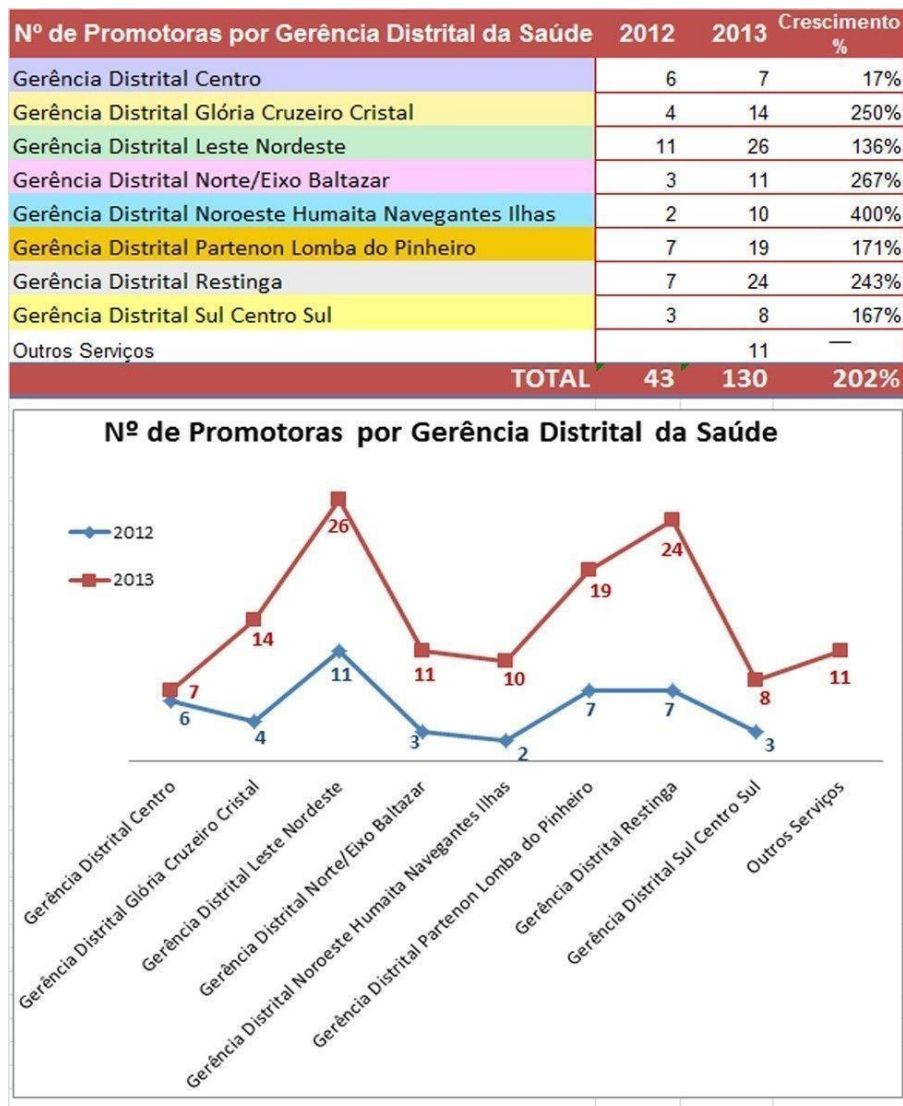 Nº de Promotoras por Gerência Distrital da Saúde 2012 2013 Crescimento %
Gerência Distrital Centro 6 7 17%
Gerência Distrital Glória Cruzeiro Cristal 4 14 250%
Gerência Distrital Leste Nordeste 11 26 136%
Gerência Distrital Norte/Eixo Baltazar 3 11 267%
Gerência Distrital Noroeste Humaita Navegantes Ilhas 2 10 400%
Gerência Distrital Partenon Lomba do Pinheiro 7 19 171%
Gerência Distrital Restinga 7 24 243%
Gerência Distrital Sul Centro Sul 3 8 167%
Outros Serviços 11 —
TOTAL 43 130 202%
Nº de Promotoras por Gerência Distrital da Saúde
2012
2013
7 14 26 11 10 19 24 8 11
6 4 11 3 2 7 7 3
Gerência Distrital Centro
Gerência Distrital Glória Cruzeiro Cristal
Gerência Distrital Leste Nordeste
Gerência Distrital Norte/Eixo Baltazar
Gerência Distrital Noroeste Humaita Navegantes Ilhas
Gerência Distrital Partenon Lomba do Pinheiro
Gerência Distrital Restinga
Gerência Distrital Sul Centro Sul
Outros Serviços